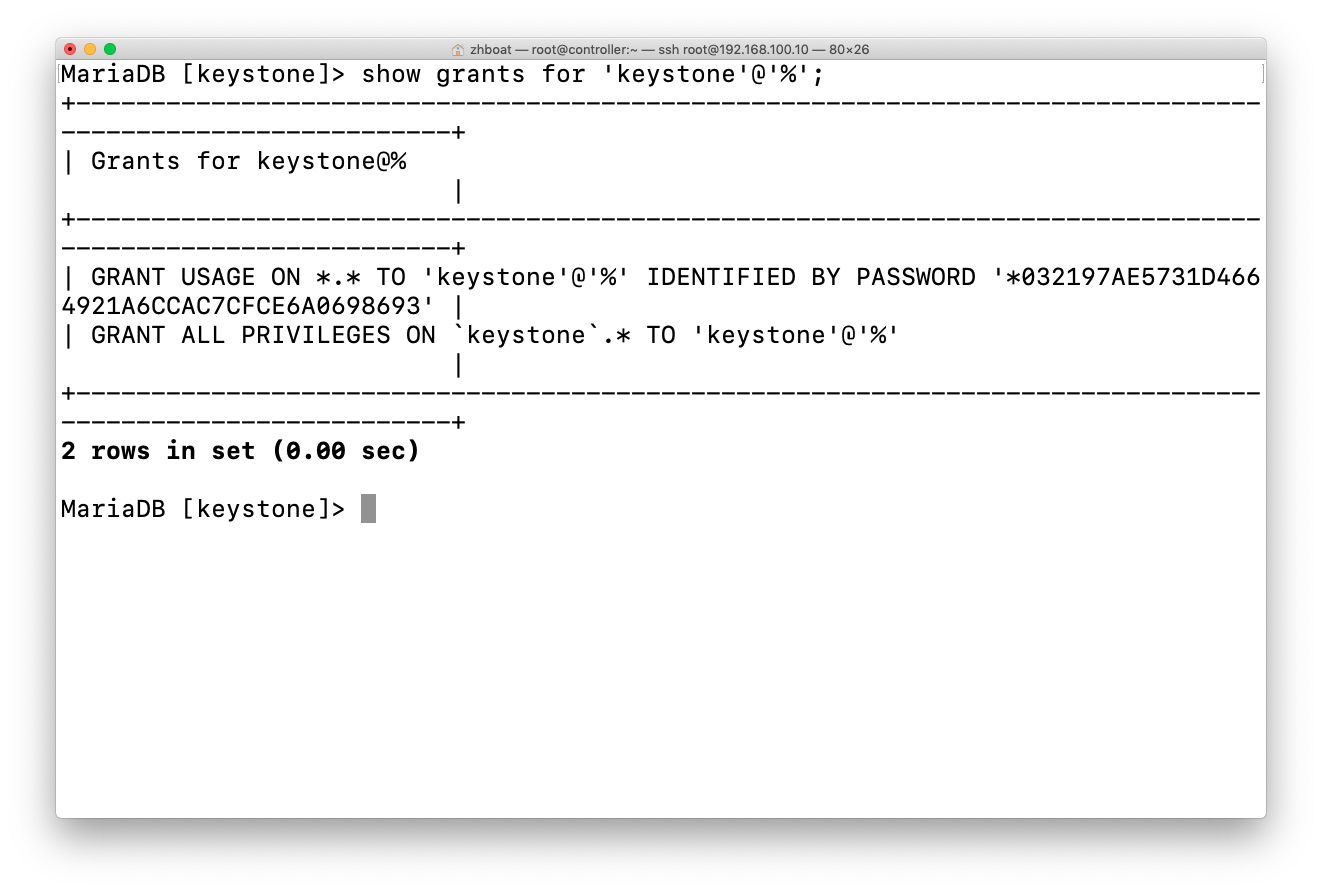 zhboat — root@controller:~ — ssh root@192.168.100.10 — 80×26
MariaDB [keystone]> show grants for 'keystone'@'%';
+-------------------------------------------------------------------------------
--------------------------+
| Grants for keystone@%
                          |
+-------------------------------------------------------------------------------
--------------------------+
| GRANT USAGE ON *.* TO 'keystone'@'%' IDENTIFIED BY PASSWORD '*032197AE5731D466
4921A6CCAC7CFCE6A0698693' |
| GRANT ALL PRIVILEGES ON `keystone`.* TO 'keystone'@'%'
                          |
+-------------------------------------------------------------------------------
--------------------------+
2 rows in set (0.00 sec)

MariaDB [keystone]>